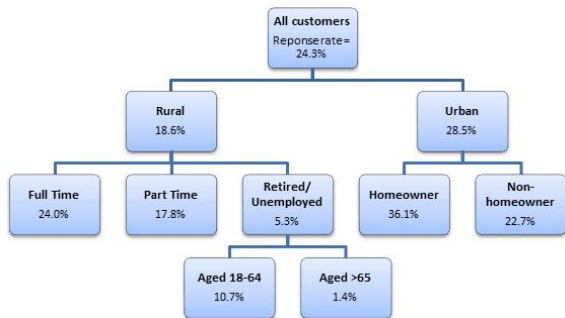 All customers
Reponse rate =
24.3%
Rural
18.6%
Urban
28.5%
Full Time
24.0%
Part Time
17.8%
Retired/
Unemployed
5.3%
Homeowner
36.1%
Non-
homeowner
22.7%
Aged 18-64
10.7%
Aged >65
1.4%